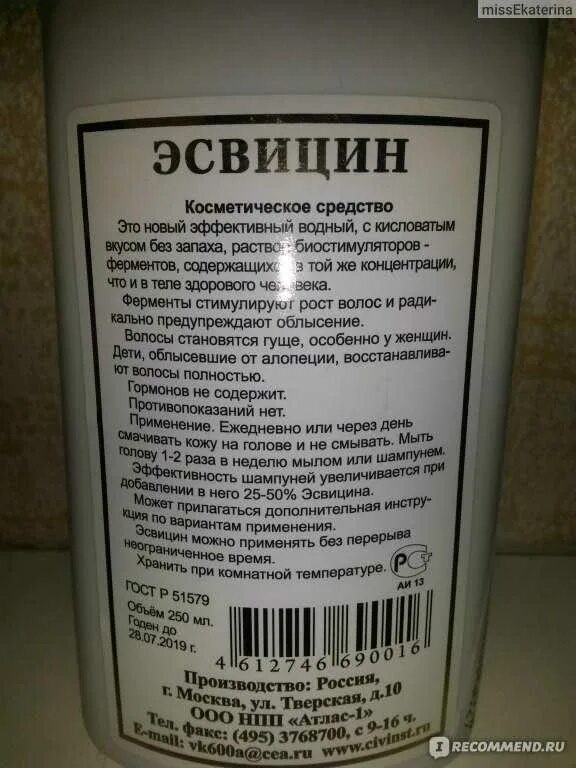 missEkaterina
ЭСВИЦИН
Косметическое средство
Это новый эффективный водный, с кисловатым
вкусом без запаха, раствор биостимуляторов -
ферментов, содержащихся в той же концентрации,
что и в теле здорового человека.
Ферменты стимулируют рост волос и ради-
кально предупреждают облысение.
Волосы становятся гуще, особенно у женщин.
Дети, облысевшие от алопеции, восстанавлива-
ют волосы полностью.
Гормонов не содержит.
Противопоказаний нет.
Применение. Ежедневно или через день
смачивать кожу на голове и не смывать. Мыть
голову 1-2 раза в неделю мылом или шампунем.
Эффективность шампуней увеличивается при
добавлении в него 25-50% Эсвицина.
Может прилагаться дополнительная инстру-
кция по вариантам применения.
Эсвицин можно применять без перерыва
неограниченное время.
Хранить при комнатной температуре.
РСТ
АИ 13
ГОСТ Р 51579
Объём 250 мл.
Годен до
28.07.2019 г.
4 612746 690016
Производство: Россия,
г. Москва, ул. Тверская, д.10
ООО НПП «Атлас-1»
Тел. факс: (495) 3768700, с 9-16 ч.
E-mail: vk600a@cea.ru www.civinst.ru
IRECOMMEND.RU